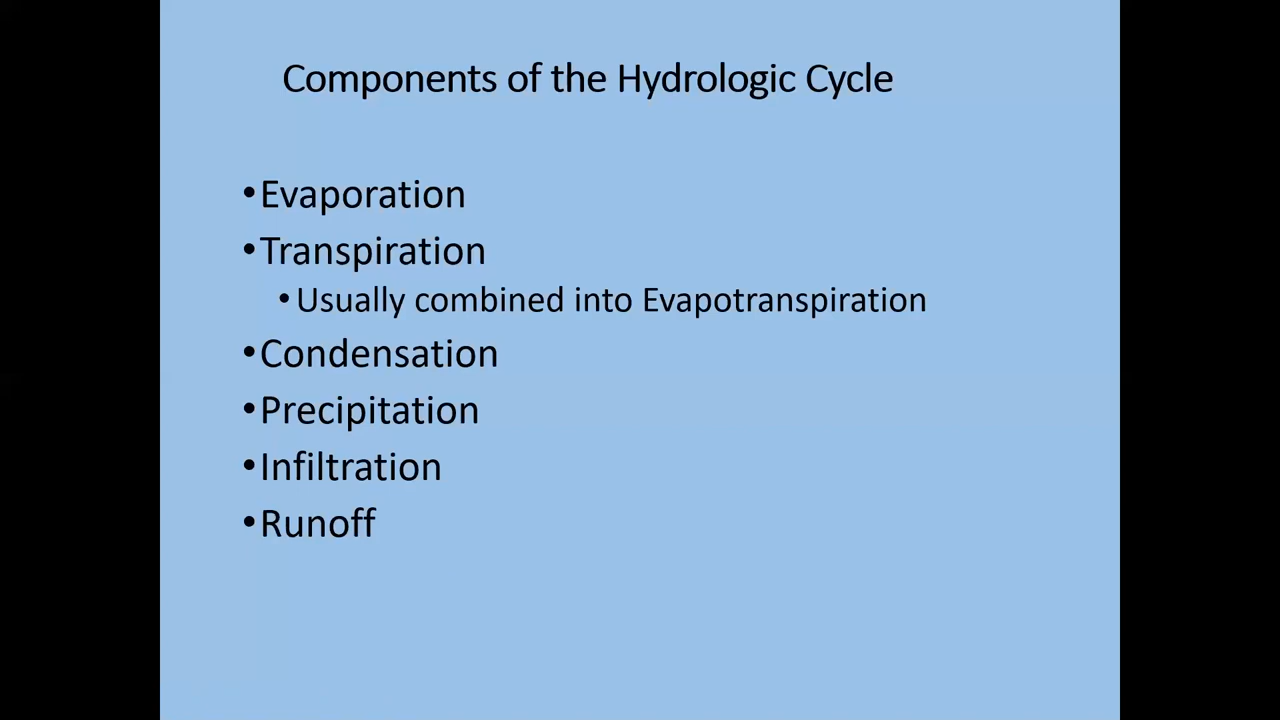 Components of the Hydrologic Cycle
•Evaporation
•Transpiration
•Usually combined into Evapotranspiration
•Condensation
•Precipitation
•Infiltration
•Runoff